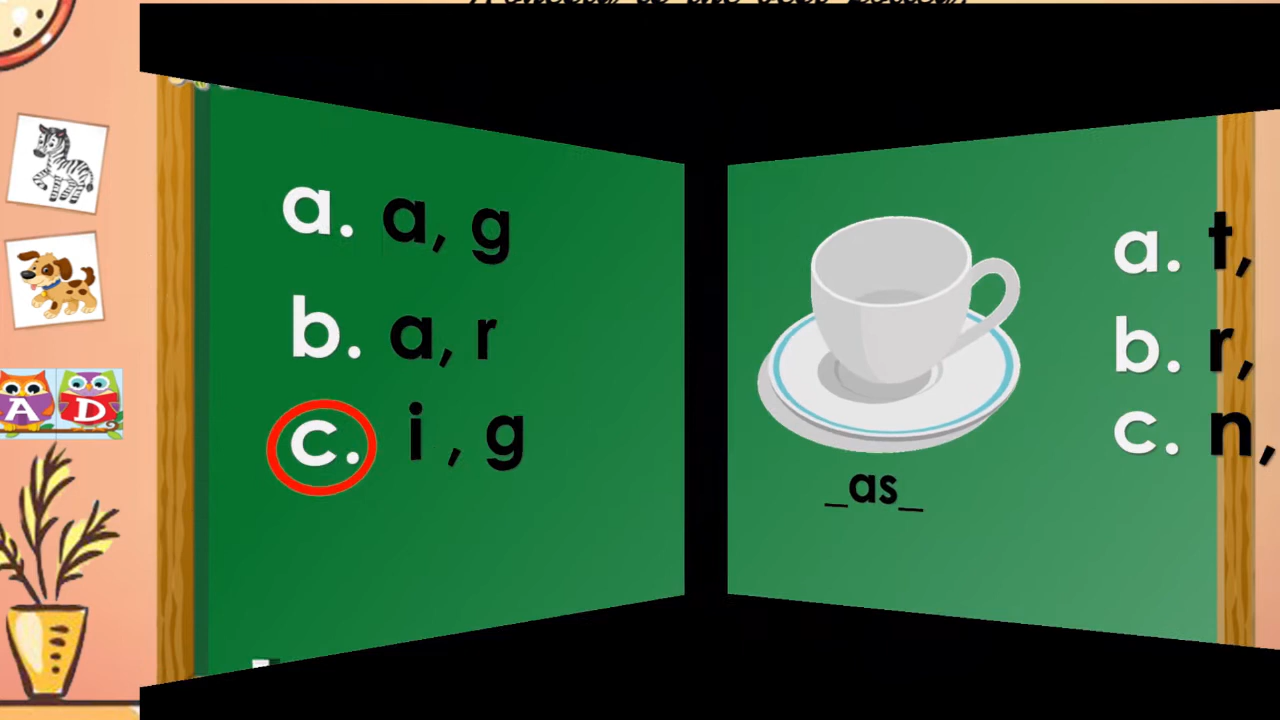 A D
a. a, g
b. a, r
c. i , g
_as_
a. t,
b. r,
c. n,